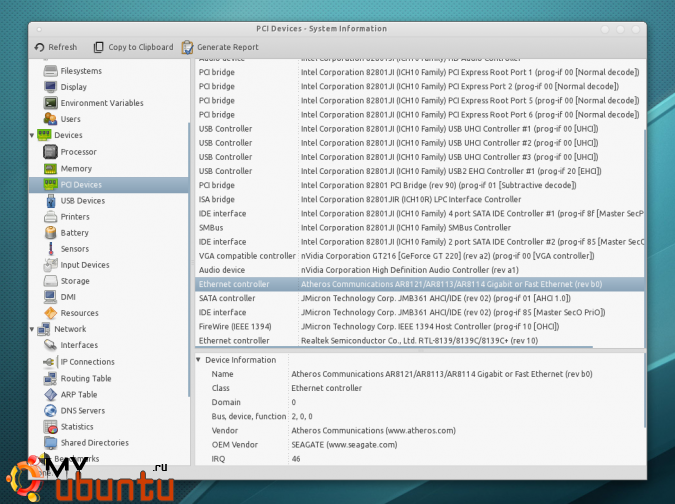 PCI Devices - System Information
Refresh Copy to Clipboard Generate Report
Filesystems
Display
Environment Variables
Users
Devices
Processor
Memory
PCI Devices
USB Devices
Printers
Battery
Sensors
Input Devices
Storage
DMI
Resources
Network
Interfaces
IP Connections
Routing Table
ARP Table
DNS Servers
Statistics
Shared Directories
Benchmarks
PCI bridge Intel Corporation 82801JI (ICH10 Family) PCI Express Root Port 1 (prog-if 00 [Normal decode])
PCI bridge Intel Corporation 82801JI (ICH10 Family) PCI Express Port 2 (prog-if 00 [Normal decode])
PCI bridge Intel Corporation 82801JI (ICH10 Family) PCI Express Root Port 5 (prog-if 00 [Normal decode])
PCI bridge Intel Corporation 82801JI (ICH10 Family) PCI Express Root Port 6 (prog-if 00 [Normal decode])
USB Controller Intel Corporation 82801JI (ICH10 Family) USB UHCI Controller #1 (prog-if 00 [UHCI])
USB Controller Intel Corporation 82801JI (ICH10 Family) USB UHCI Controller #2 (prog-if 00 [UHCI])
USB Controller Intel Corporation 82801JI (ICH10 Family) USB UHCI Controller #3 (prog-if 00 [UHCI])
USB Controller Intel Corporation 82801JI (ICH10 Family) USB2 EHCI Controller #1 (prog-if 20 [EHCI])
PCI bridge Intel Corporation 82801 PCI Bridge (rev 90) (prog-if 01 [Subtractive decode])
ISA bridge Intel Corporation 82801JIR (ICH10R) LPC Interface Controller
IDE interface Intel Corporation 82801JI (ICH10 Family) 4 port SATA IDE Controller #1 (prog-if 8f [Master SecP
SMBus Intel Corporation 82801JI (ICH10 Family) SMBus Controller
IDE interface Intel Corporation 82801JI (ICH10 Family) 2 port SATA IDE Controller #2 (prog-if 85 [Master SecO
VGA compatible controller nVidia Corporation GT216 [GeForce GT 220] (rev a2) (prog-if 00 [VGA controller])
Audio device nVidia Corporation High Definition Audio Controller (rev a1)
Ethernet controller Atheros Communications AR8121/AR8113/AR8114 Gigabit or Fast Ethernet (rev b0)
SATA controller JMicron Technology Corp. JMB361 AHCI/IDE (rev 02) (prog-if 01 [AHCI 1.0])
IDE interface JMicron Technology Corp. JMB361 AHCI/IDE (rev 02) (prog-if 85 [Master SecO PriO])
FireWire (IEEE 1394) JMicron Technology Corp. IEEE 1394 Host Controller (prog-if 10 [OHCI])
Ethernet controller Realtek Semiconductor Co., Ltd. RTL-8139/8139C/8139C+ (rev 10)
Device Information
Name Atheros Communications AR8121/AR8113/AR8114 Gigabit or Fast Ethernet (rev b0)
Class Ethernet controller
Domain 0
Bus, device, function 2, 0, 0
Vendor Atheros Communications (www.atheros.com)
OEM Vendor SEAGATE (www.seagate.com)
IRQ 46
MY .ru
ubuntu